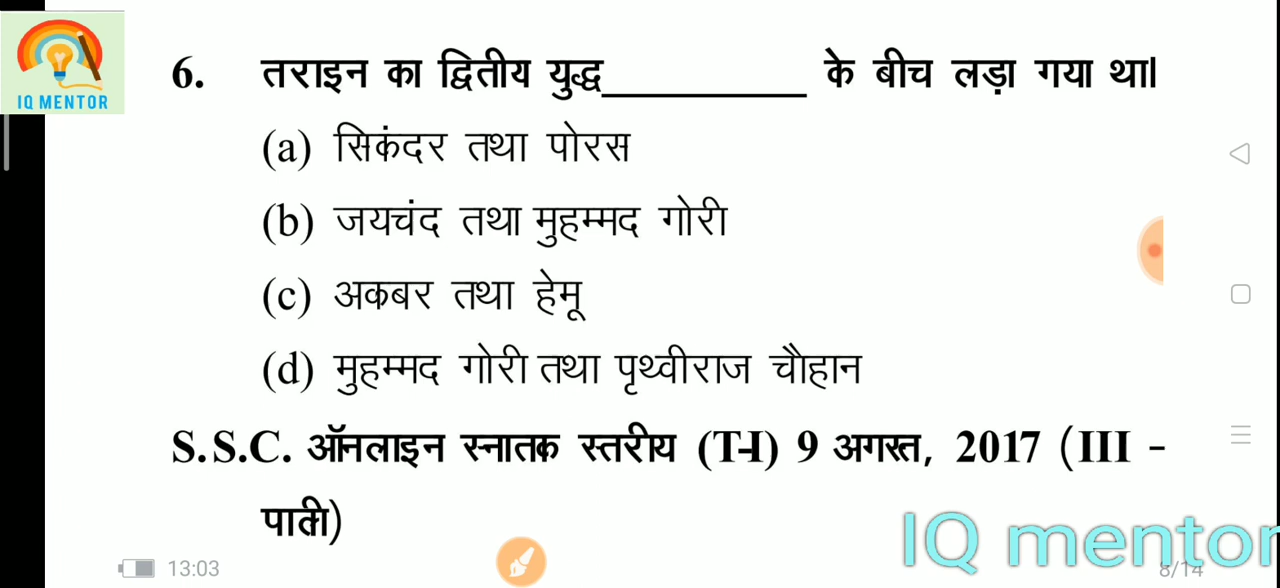 6. तराइन का द्वितीय युद्ध__________ के बीच लड़ा गया था।
IQ MENTOR
(a) सिकंदर तथा पोरस
(b) जयचंद तथा मुहम्मद गोरी
(c) अकबर तथा हेमू
(d) मुहम्मद गोरी तथा पृथ्वीराज चौहान
S.S.C. ऑनलाइन स्नातक स्तरीय (T-I) 9 अगस्त, 2017 (III -
पाली)
IQ mentor
13:03
8/14